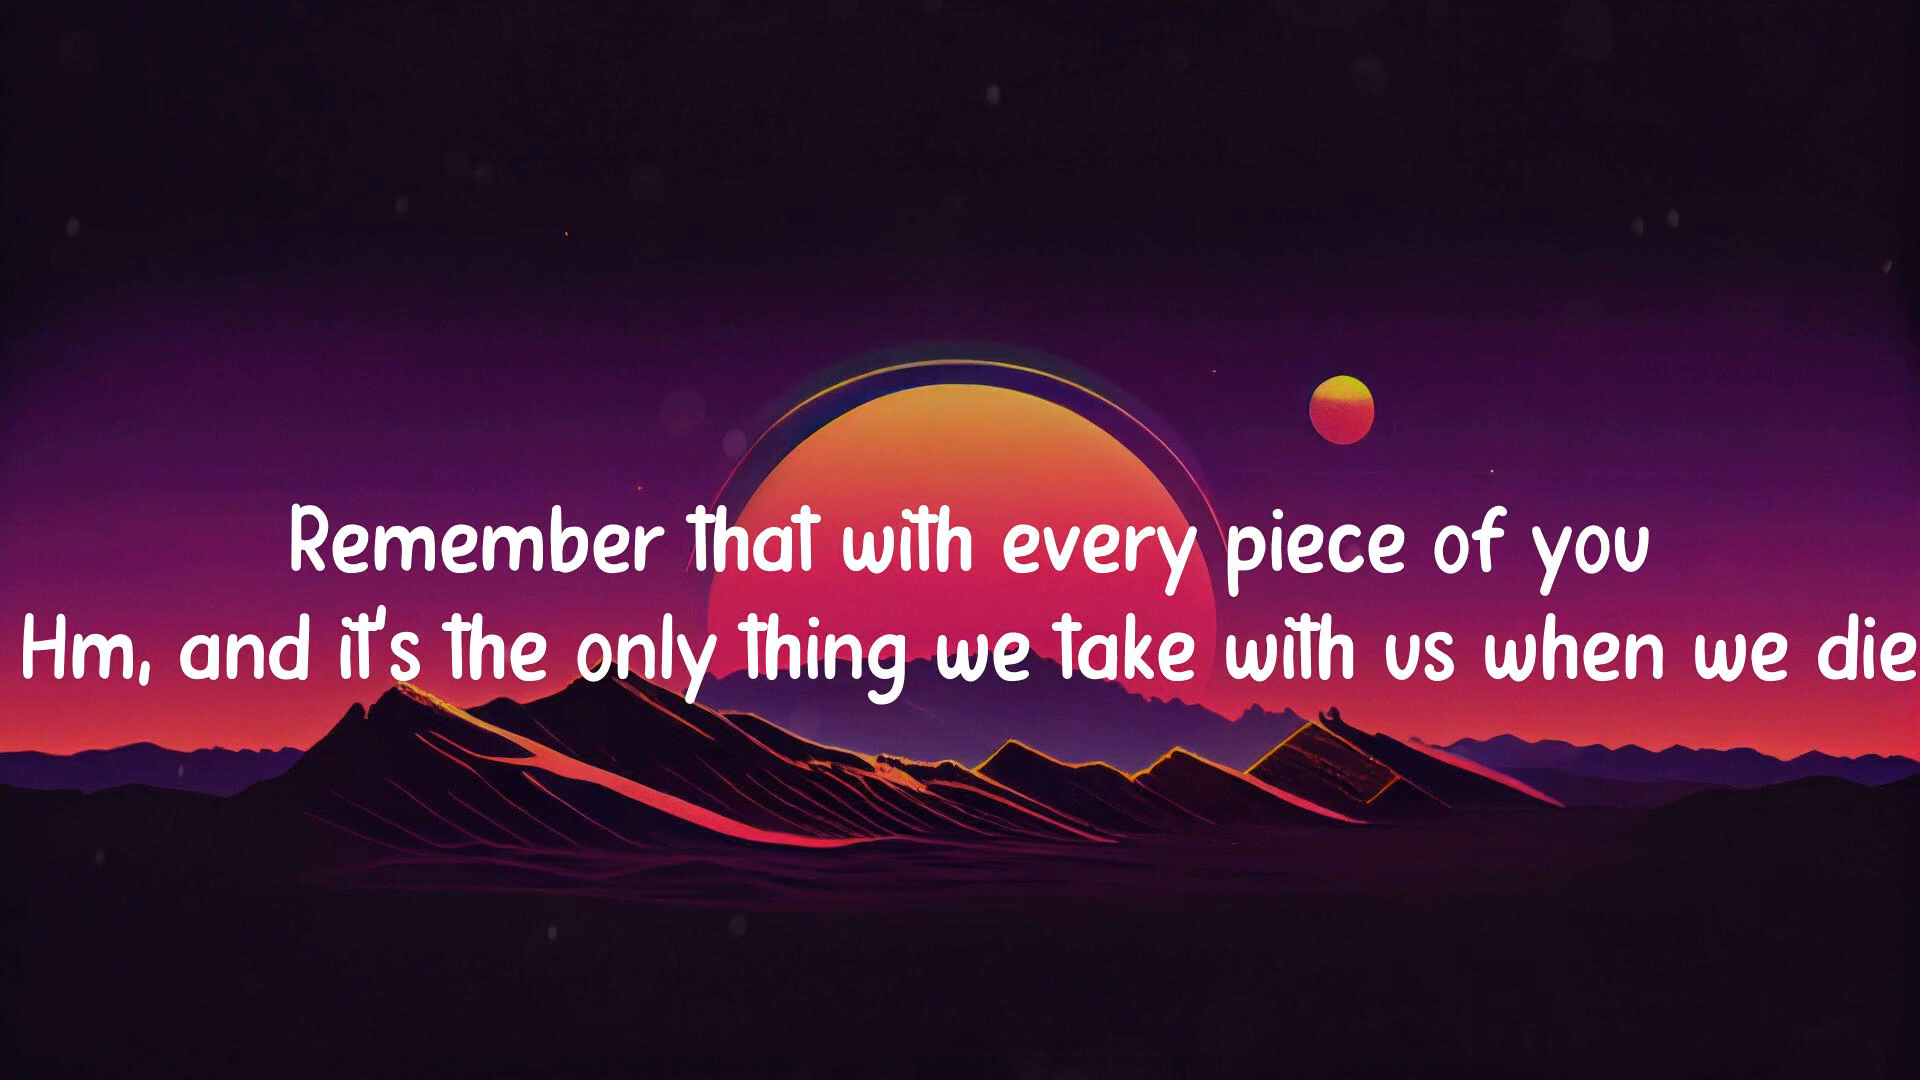 Remember that with every piece of you
Hm, and it's the only thing we take with us when we die